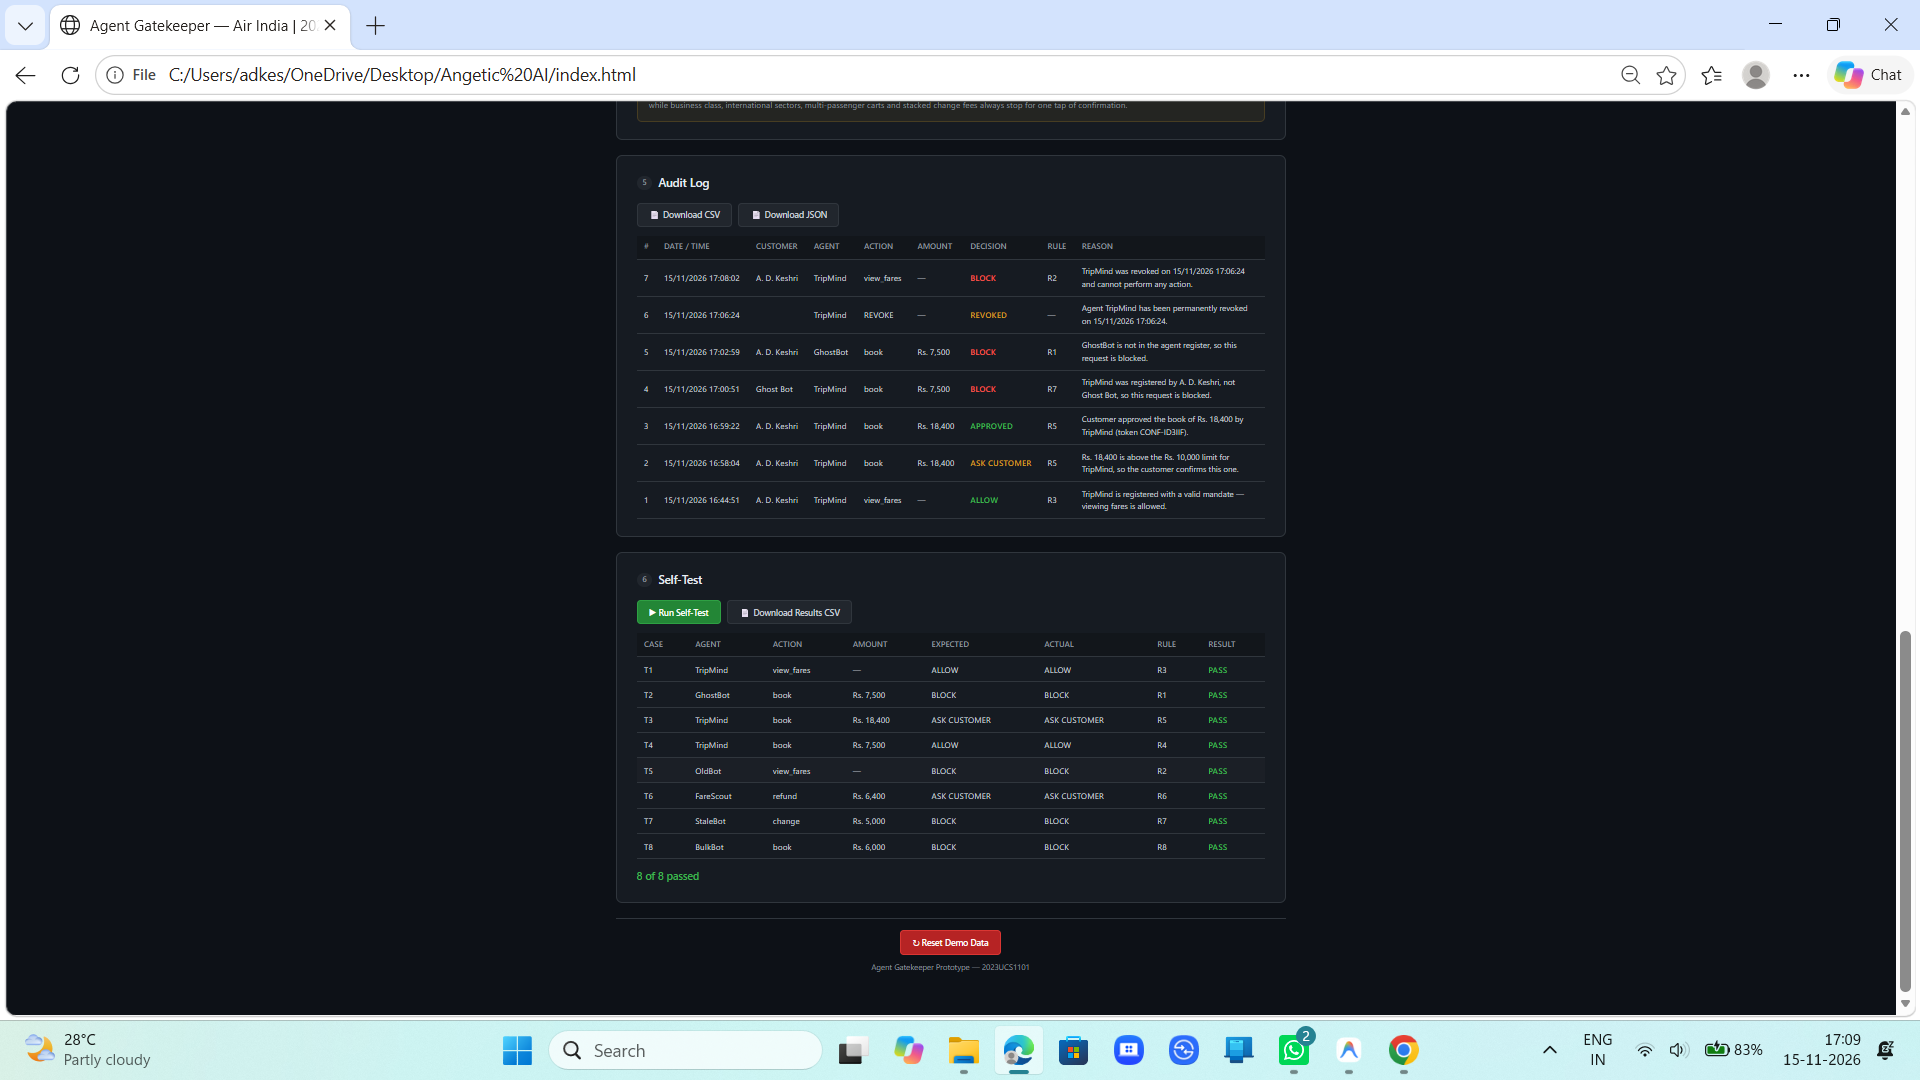 Agent Gatekeeper — Air India | 20
File C:/Users/adkes/OneDrive/Desktop/Angetic%20AI/index.html
Chat
while business class, international sectors, multi-passenger carts and stacked change fees always stop for one tap of confirmation.
5 Audit Log
Download CSV Download JSON
# DATE / TIME CUSTOMER AGENT ACTION AMOUNT DECISION RULE REASON
7 15/11/2026 17:08:02 A. D. Keshri TripMind view_fares — BLOCK R2 TripMind was revoked on 15/11/2026 17:06:24
and cannot perform any action.
6 15/11/2026 17:06:24 TripMind REVOKE — REVOKED — Agent TripMind has been permanently revoked
on 15/11/2026 17:06:24.
5 15/11/2026 17:02:59 A. D. Keshri GhostBot book Rs. 7,500 BLOCK R1 GhostBot is not in the agent register, so this
request is blocked.
4 15/11/2026 17:00:51 Ghost Bot TripMind book Rs. 7,500 BLOCK R7 TripMind was registered by A. D. Keshri, not
Ghost Bot, so this request is blocked.
3 15/11/2026 16:59:22 A. D. Keshri TripMind book Rs. 18,400 APPROVED R5 Customer approved the book of Rs. 18,400 by
TripMind (token CONF-ID3IIF).
2 15/11/2026 16:58:04 A. D. Keshri TripMind book Rs. 18,400 ASK CUSTOMER R5 Rs. 18,400 is above the Rs. 10,000 limit for
TripMind, so the customer confirms this one.
1 15/11/2026 16:44:51 A. D. Keshri TripMind view_fares — ALLOW R3 TripMind is registered with a valid mandate —
viewing fares is allowed.
6 Self-Test
▶ Run Self-Test Download Results CSV
CASE AGENT ACTION AMOUNT EXPECTED ACTUAL RULE RESULT
T1 TripMind view_fares — ALLOW ALLOW R3 PASS
T2 GhostBot book Rs. 7,500 BLOCK BLOCK R1 PASS
T3 TripMind book Rs. 18,400 ASK CUSTOMER ASK CUSTOMER R5 PASS
T4 TripMind book Rs. 7,500 ALLOW ALLOW R4 PASS
T5 OldBot view_fares — BLOCK BLOCK R2 PASS
T6 FareScout refund Rs. 6,400 ASK CUSTOMER ASK CUSTOMER R6 PASS
T7 StaleBot change Rs. 5,000 BLOCK BLOCK R7 PASS
T8 BulkBot book Rs. 6,000 BLOCK BLOCK R8 PASS
8 of 8 passed
↻ Reset Demo Data
Agent Gatekeeper Prototype — 2023UCS1101
28°C
Partly cloudy
Search
2
ENG
IN
83%
17:09
15-11-2026